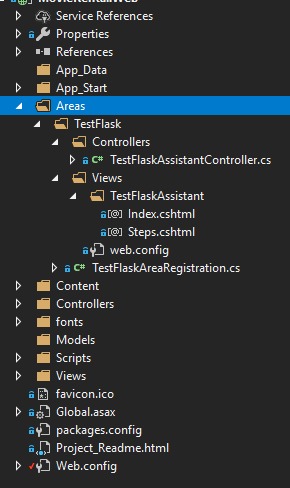 Service References
Properties
References
App_Data
App_Start
Areas
TestFlask
Controllers
C# TestFlaskAssistantController.cs
Views
TestFlaskAssistant
[@] Index.cshtml
[@] Steps.cshtml
web.config
C# TestFlaskAreaRegistration.cs
Content
Controllers
fonts
Models
Scripts
Views
favicon.ico
Global.asax
packages.config
Project_Readme.html
Web.config